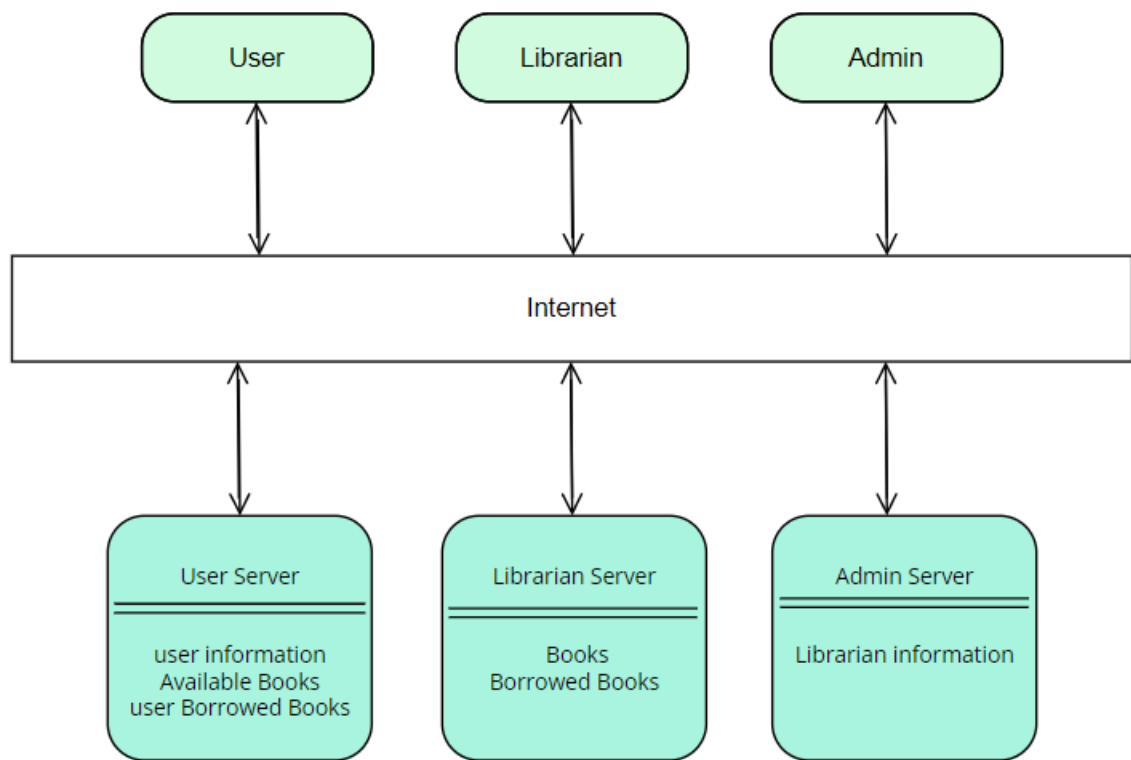 User
Librarian
Admin
Internet
User Server
user information
Available Books
user Borrowed Books
Librarian Server
Books
Borrowed Books
Admin Server
Librarian information